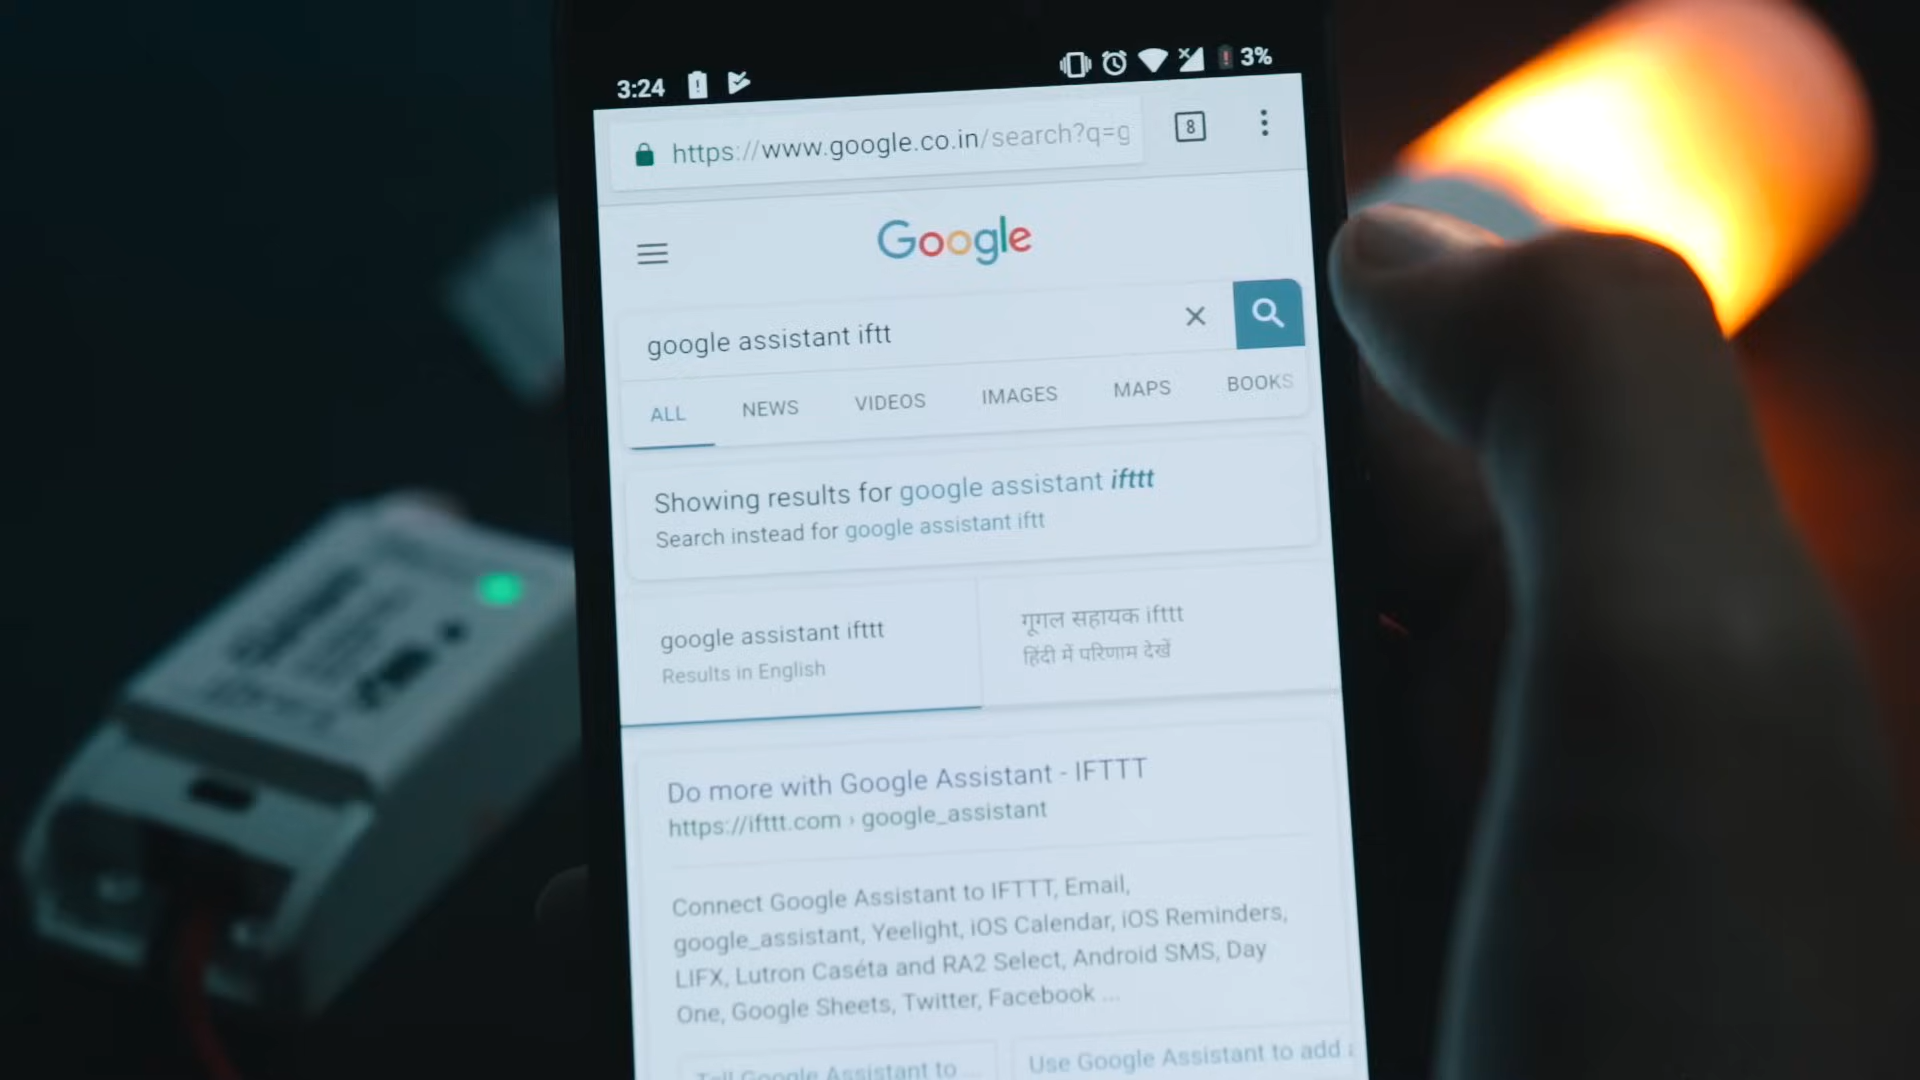 3:24
3%
https://www.google.co.in/search?q=g
8
Google
google assistant iftt
ALL NEWS VIDEOS IMAGES MAPS BOOKS
Showing results for google assistant ifttt
Search instead for google assistant iftt
google assistant ifttt
Results in English
गूगल सहायक ifttt
हिंदी में परिणाम देखें
Do more with Google Assistant - IFTTT
https://ifttt.com › google_assistant
Connect Google Assistant to IFTTT, Email,
google_assistant, Yeelight, iOS Calendar, iOS Reminders,
LIFX, Lutron Caséta and RA2 Select, Android SMS, Day
One, Google Sheets, Twitter, Facebook ...
Tell Google Assistant to ...
Use Google Assistant to add